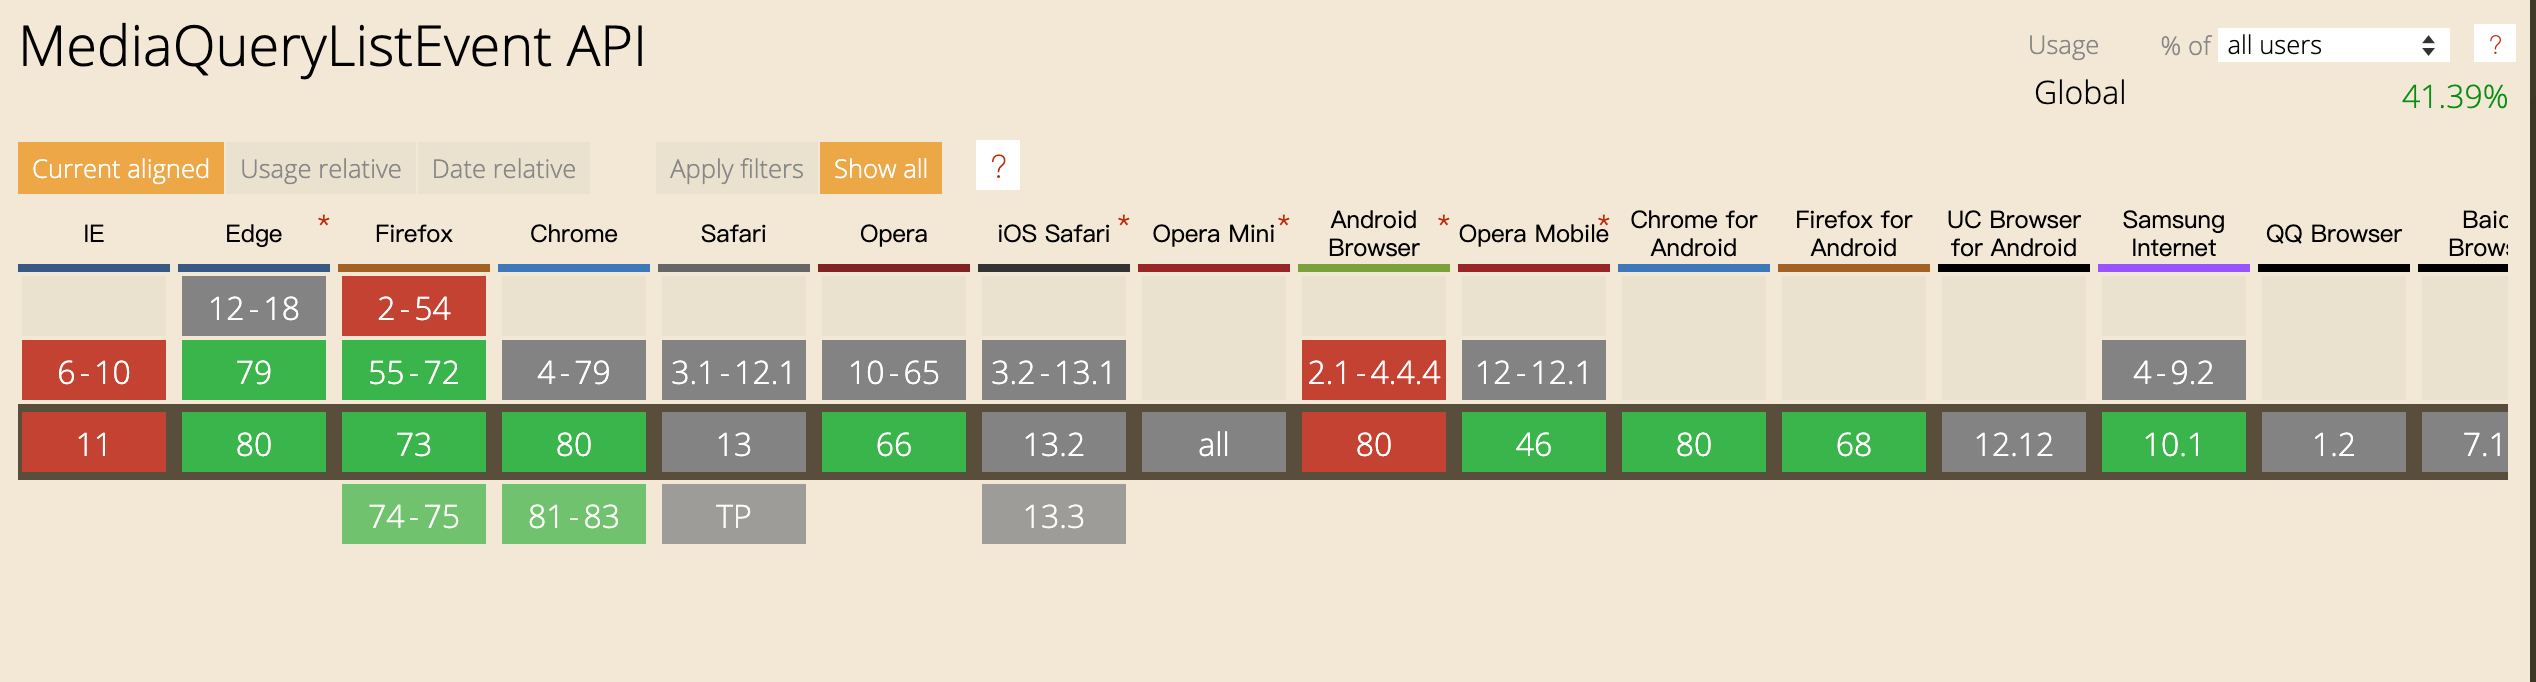 MediaQueryListEvent API
Usage % of all users ?
Global 41.39%
Current aligned Usage relative Date relative Apply filters Show all ?
IE Edge * Firefox Chrome Safari Opera iOS Safari * Opera Mini * Android Browser * Opera Mobile * Chrome for Android Firefox for Android UC Browser for Android Samsung Internet QQ Browser
12-18 2-54
6-10 79 55-72 4-79 3.1-12.1 10-65 3.2-13.1 2.1-4.4.4 12-12.1 4-9.2
11 80 73 80 13 66 13.2 all 80 46 80 68 12.12 10.1 1.2 7.1
74-75 81-83 TP 13.3